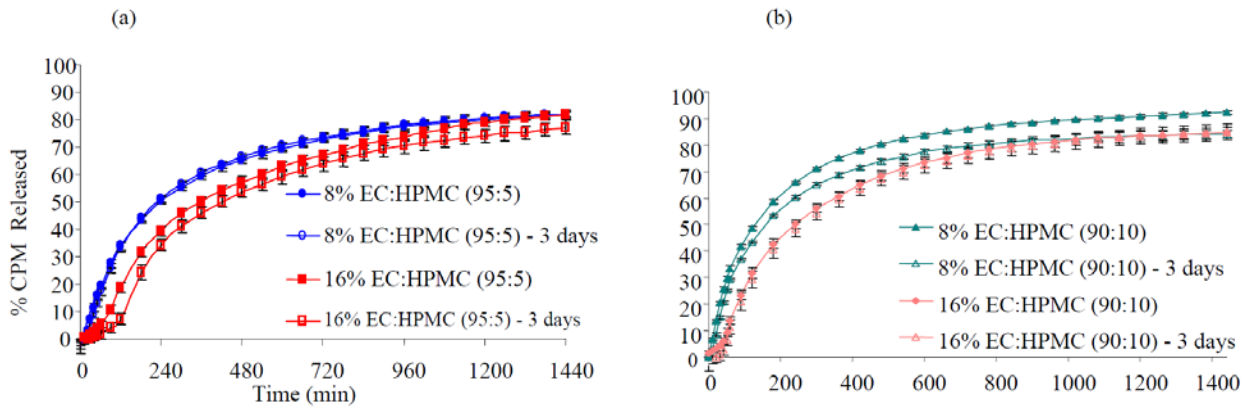 (a)
(b)
100
90
80
70
60
50
40
30
20
10
0
% CPM Released
8% EC:HPMC (95:5)
8% EC:HPMC (95:5) - 3 days
16% EC:HPMC (95:5)
16% EC:HPMC (95:5) - 3 days
0 240 480 720 960 1200 1440
Time (min)
100
90
80
70
60
50
40
30
20
10
0
8% EC:HPMC (90:10)
8% EC:HPMC (90:10) - 3 days
16% EC:HPMC (90:10)
16% EC:HPMC (90:10) - 3 days
0 200 400 600 800 1000 1200 1400